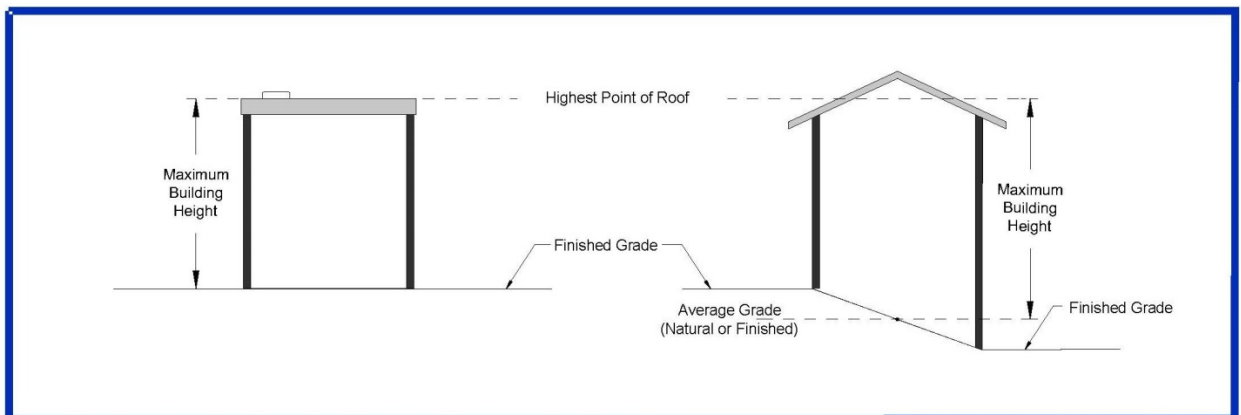 Highest Point of Roof
Maximum
Building
Height
Maximum
Building
Height
Finished Grade
Average Grade
(Natural or Finished)
Finished Grade